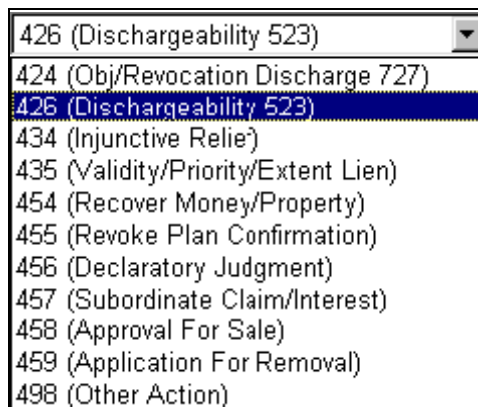 426 (Dischargeability 523)
424 (Obj/Revocation Discharge 727)
426 (Dischargeability 523)
434 (Injunctive Relief)
435 (Validity/Priority/Extent Lien)
454 (Recover Money/Property)
455 (Revoke Plan Confirmation)
456 (Declaratory Judgment)
457 (Subordinate Claim/Interest)
458 (Approval For Sale)
459 (Application For Removal)
498 (Other Action)